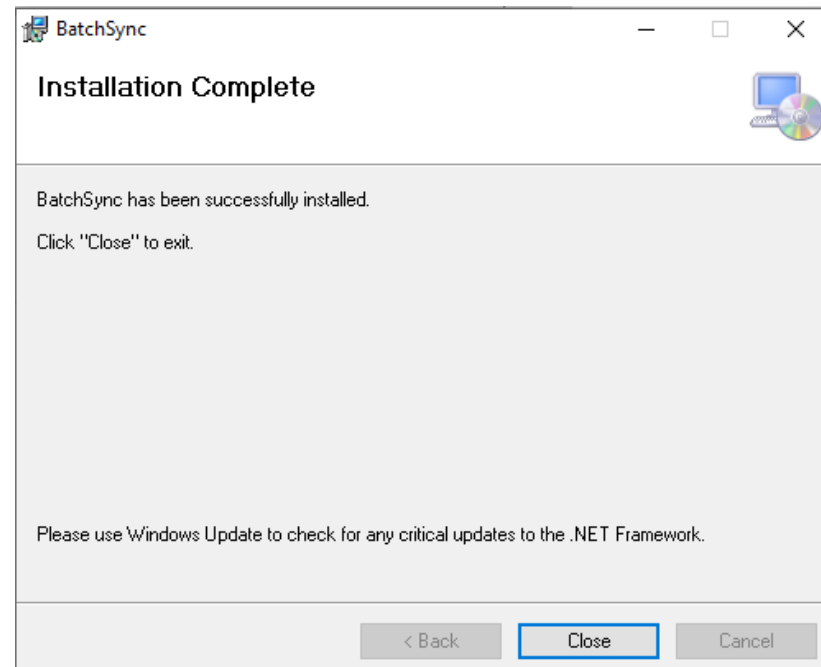 BatchSync
Installation Complete
BatchSync has been successfully installed.
Click "Close" to exit.
Please use Windows Update to check for any critical updates to the .NET Framework.
< Back
Close
Cancel